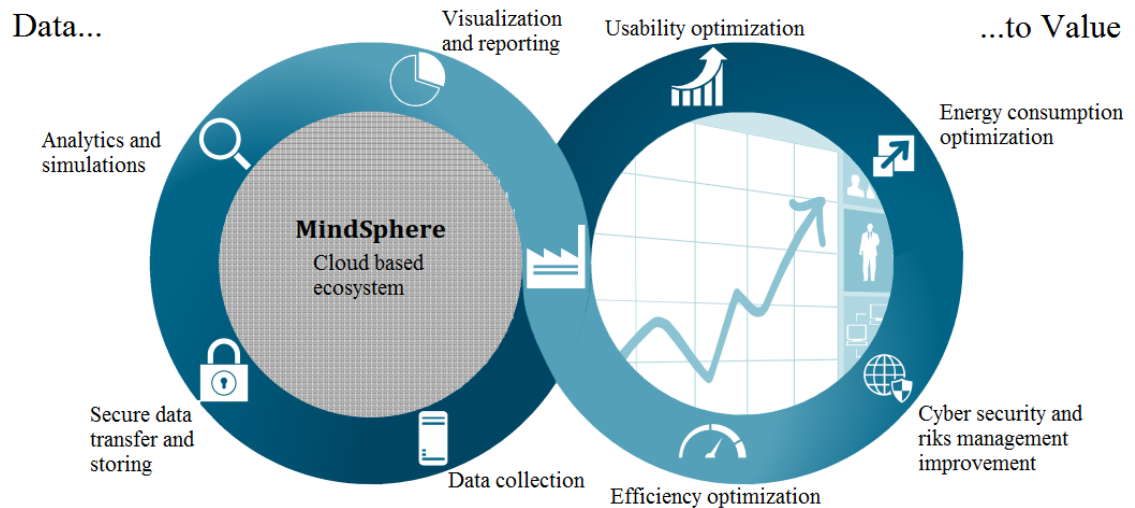 Data...
...to Value
Visualization
and reporting
Usability optimization
Analytics and
simulations
Energy consumption
optimization
MindSphere
Cloud based
ecosystem
Secure data
transfer and
storing
Cyber security and
riks management
improvement
Data collection
Efficiency optimization